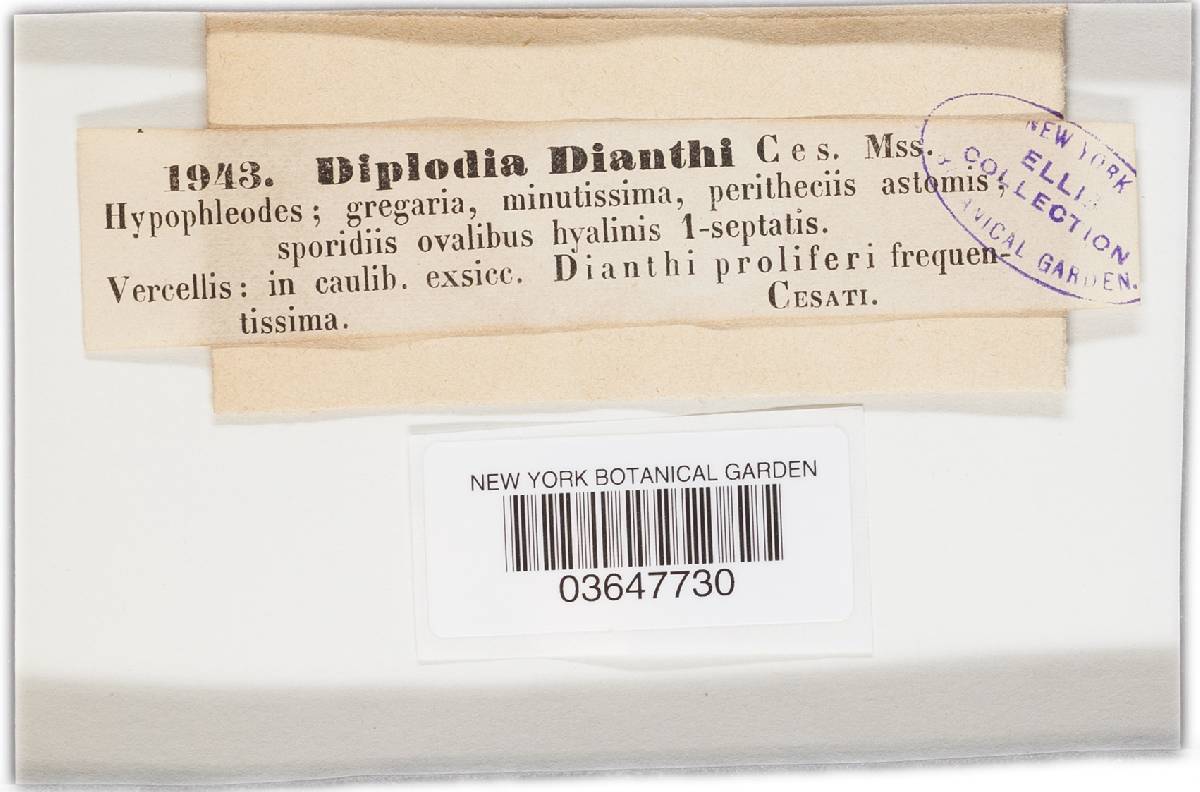 1943. Diplodia Dianthi Ces. Mss.
Hypophleodes; gregaria, minutissima, peritheciis astomis;
sporidiis ovalibus hyalinis 1-septatis.
Vercellis: in caulib. exsicc. Dianthi proliferi frequen-
tissima. CESATI.
NEW YORK
ELLIS
COLLECTION
BOTANICAL GARDEN.
NEW YORK BOTANICAL GARDEN
03647730